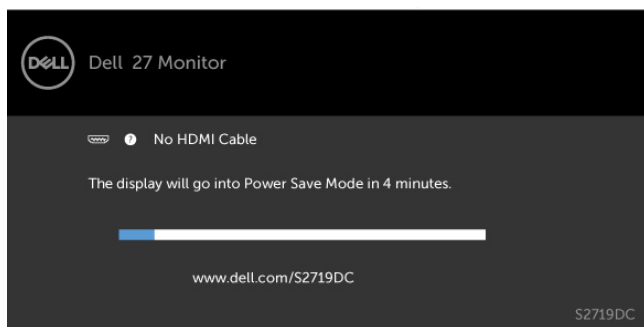 DELL
Dell 27 Monitor
? No HDMI Cable
The display will go into Power Save Mode in 4 minutes.
www.dell.com/S2719DC
S2719DC